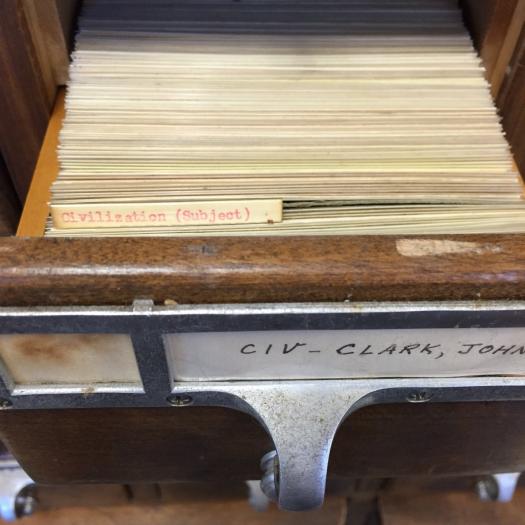 Civilization (Subject)
CIV - CLARK, JOHN